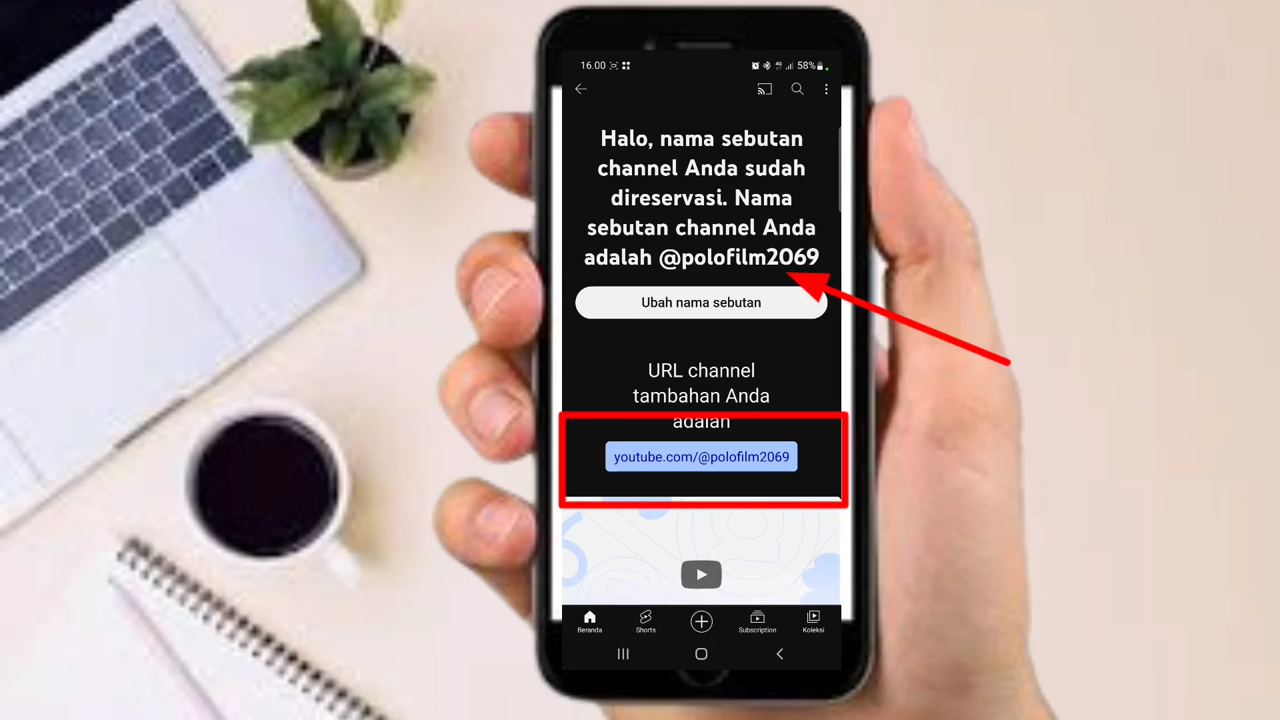 16.00
58%
Halo, nama sebutan
channel Anda sudah
direservasi. Nama
sebutan channel Anda
adalah @polofilm2069
Ubah nama sebutan
URL channel
tambahan Anda
adalah
youtube.com/@polofilm2069
Beranda
Shorts
Subscription
Koleksi